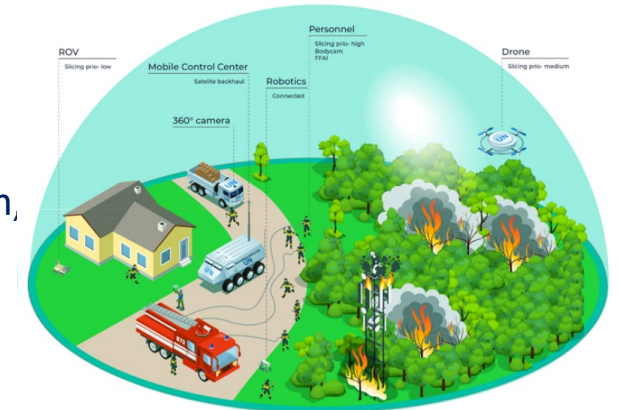 Personnel
Slicing prio- high
Bodycam
FFAI
ROV
Slicing prio- low
Drone
Slicing prio- medium
Mobile Control Center
Satelite backhaul
Robotics
Connected
360° camera
n,
UN
UN
UN